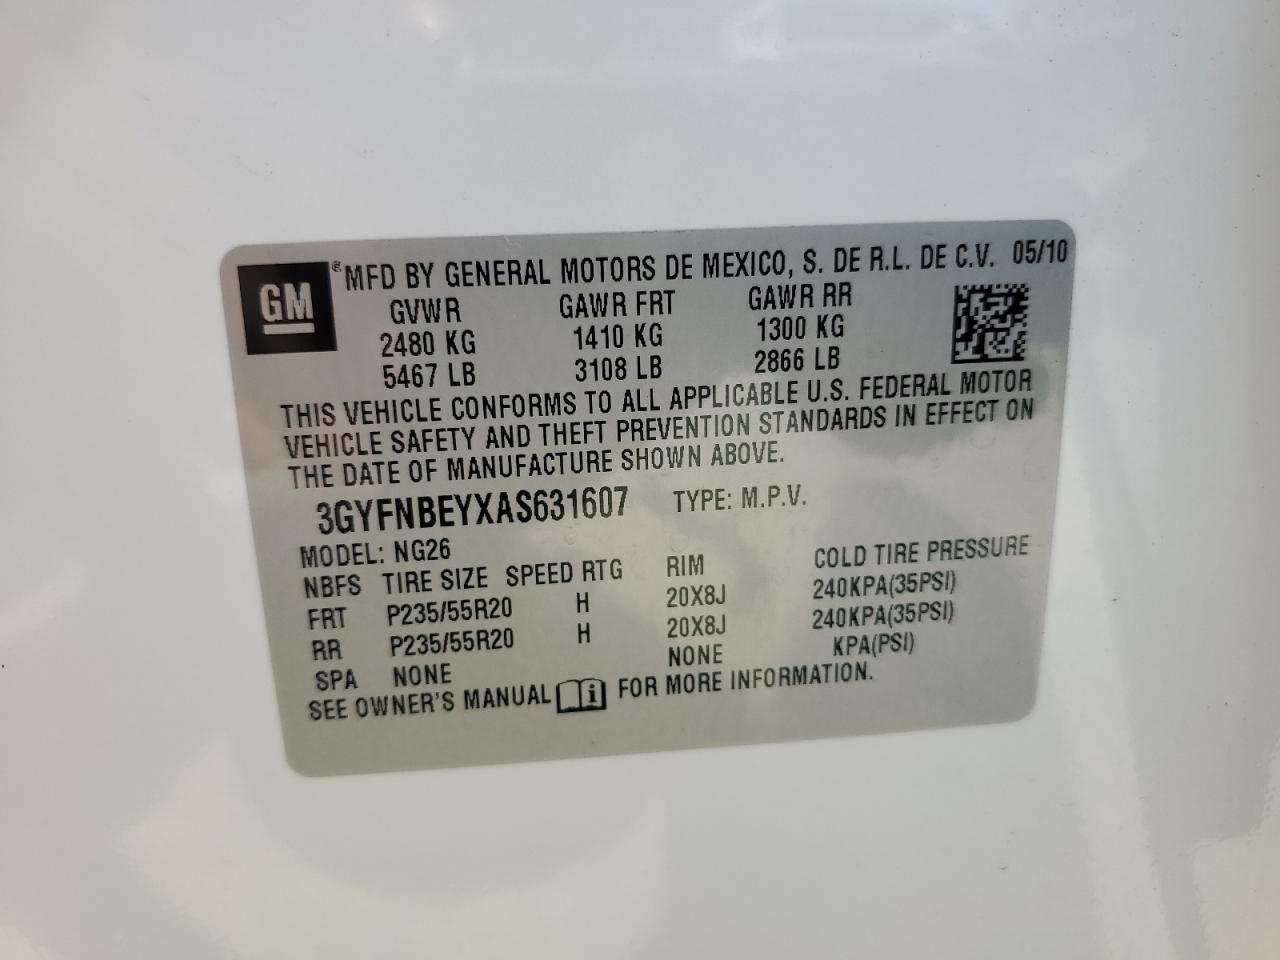 GM ® MFD BY GENERAL MOTORS DE MEXICO, S. DE R.L. DE C.V. 05/10
GVWR GAWR FRT GAWR RR
2480 KG 1410 KG 1300 KG
5467 LB 3108 LB 2866 LB
THIS VEHICLE CONFORMS TO ALL APPLICABLE U.S. FEDERAL MOTOR
VEHICLE SAFETY AND THEFT PREVENTION STANDARDS IN EFFECT ON
THE DATE OF MANUFACTURE SHOWN ABOVE.
3GYFNBEYXAS631607 TYPE: M.P.V.
MODEL: NG26
NBFS TIRE SIZE SPEED RTG RIM COLD TIRE PRESSURE
FRT P235/55R20 H 20X8J 240KPA(35PSI)
RR P235/55R20 H 20X8J 240KPA(35PSI)
SPA NONE NONE KPA(PSI)
SEE OWNER'S MANUAL i FOR MORE INFORMATION.